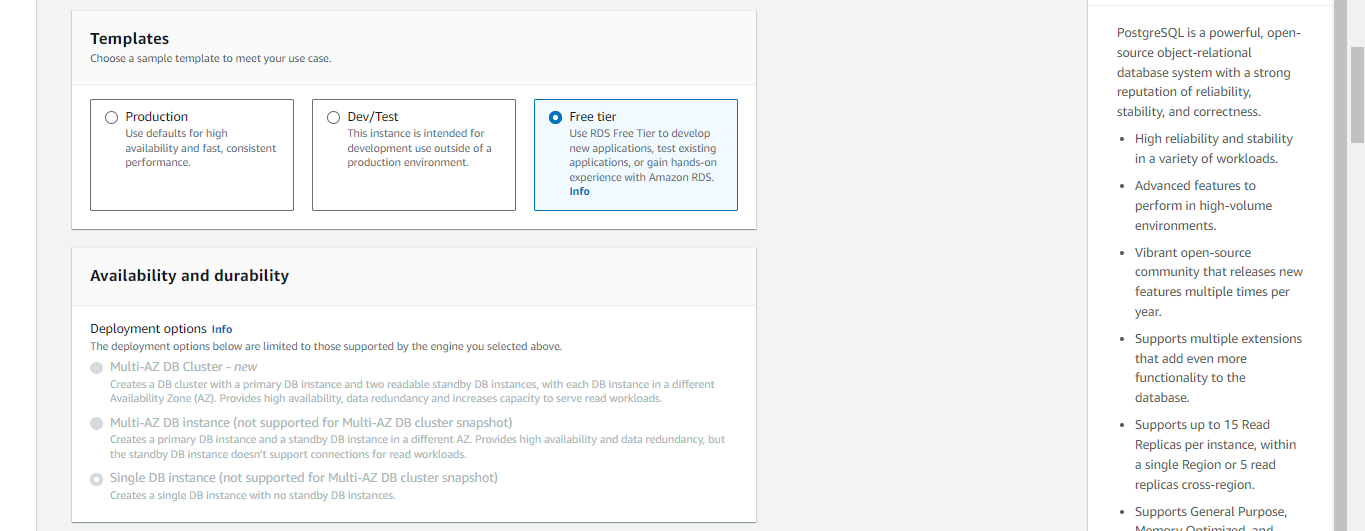 Templates
Choose a sample template to meet your use case.
Production
Use defaults for high
availability and fast, consistent
performance.
Dev/Test
This instance is intended for
development use outside of a
production environment.
Free tier
Use RDS Free Tier to develop
new applications, test existing
applications, or gain hands-on
experience with Amazon RDS.
Info
Availability and durability
Deployment options Info
The deployment options below are limited to those supported by the engine you selected above.
Multi-AZ DB Cluster - new
Creates a DB cluster with a primary DB instance and two readable standby DB instances, with each DB instance in a different
Availability Zone (AZ). Provides high availability, data redundancy and increases capacity to serve read workloads.
Multi-AZ DB instance (not supported for Multi-AZ DB cluster snapshot)
Creates a primary DB instance and a standby DB instance in a different AZ. Provides high availability and data redundancy, but
the standby DB instance doesn't support connections for read workloads.
Single DB instance (not supported for Multi-AZ DB cluster snapshot)
Creates a single DB instance with no standby DB instances.
PostgreSQL is a powerful, open-
source object-relational
database system with a strong
reputation of reliability,
stability, and correctness.
• High reliability and stability
in a variety of workloads.
• Advanced features to
perform in high-volume
environments.
• Vibrant open-source
community that releases new
features multiple times per
year.
• Supports multiple extensions
that add even more
functionality to the
database.
• Supports up to 15 Read
Replicas per instance, within
a single Region or 5 read
replicas cross-region.
• Supports General Purpose,
Memory Optimized, and